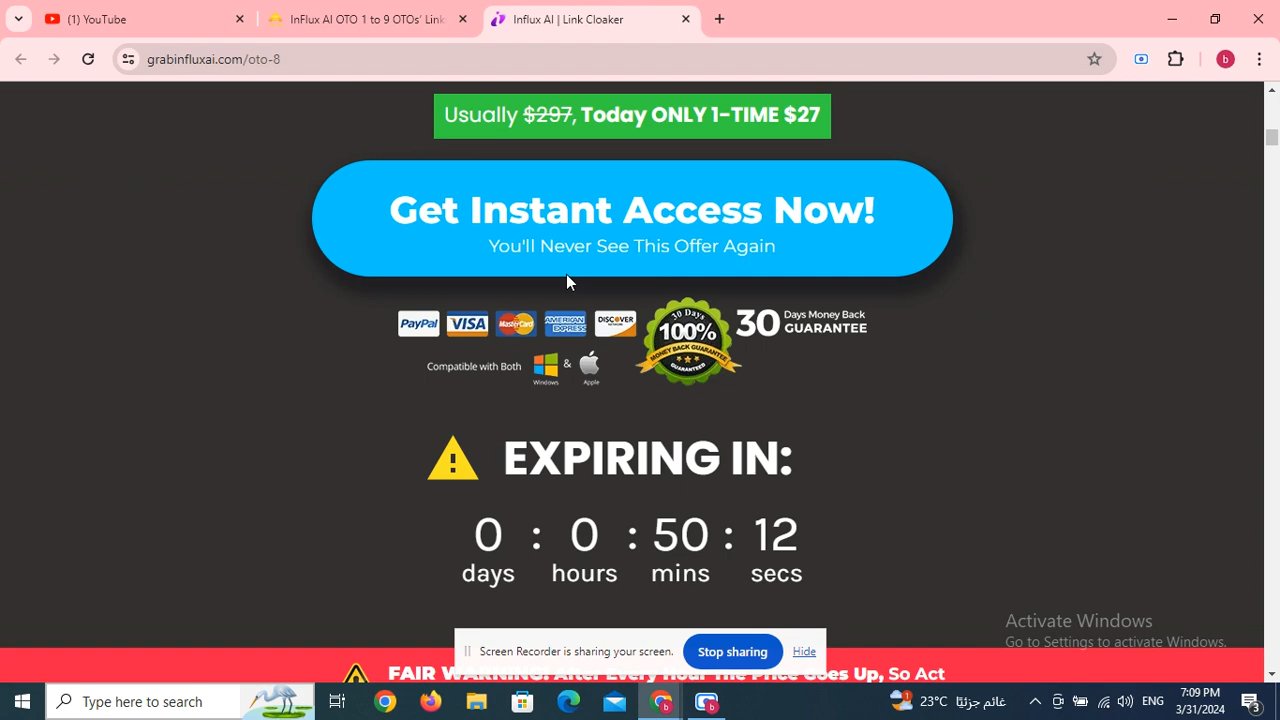 (1) YouTube
InFlux AI OTO 1 to 9 OTOs' Link
Influx AI | Link Cloaker
grabinfluxai.com/oto-8
b
Usually $297, Today ONLY 1-TIME $27
Get Instant Access Now!
You'll Never See This Offer Again
PayPal VISA MasterCard AMERICAN EXPRESS DISCOVER NETWORK
30 Days 100% MONEY BACK GUARANTEE GUARANTEED
30 Days Money Back GUARANTEE
Compatible with Both Windows & Apple
EXPIRING IN:
0 : 0 : 50 : 12
days hours mins secs
Activate Windows
Go to Settings to activate Windows.
Screen Recorder is sharing your screen. Stop sharing Hide
FAIR WARNING! After Every Hour The Price Goes Up, So Act
Type here to search
1 23°C غائم جزئيًا ENG
7:09 PM
3/31/2024
3